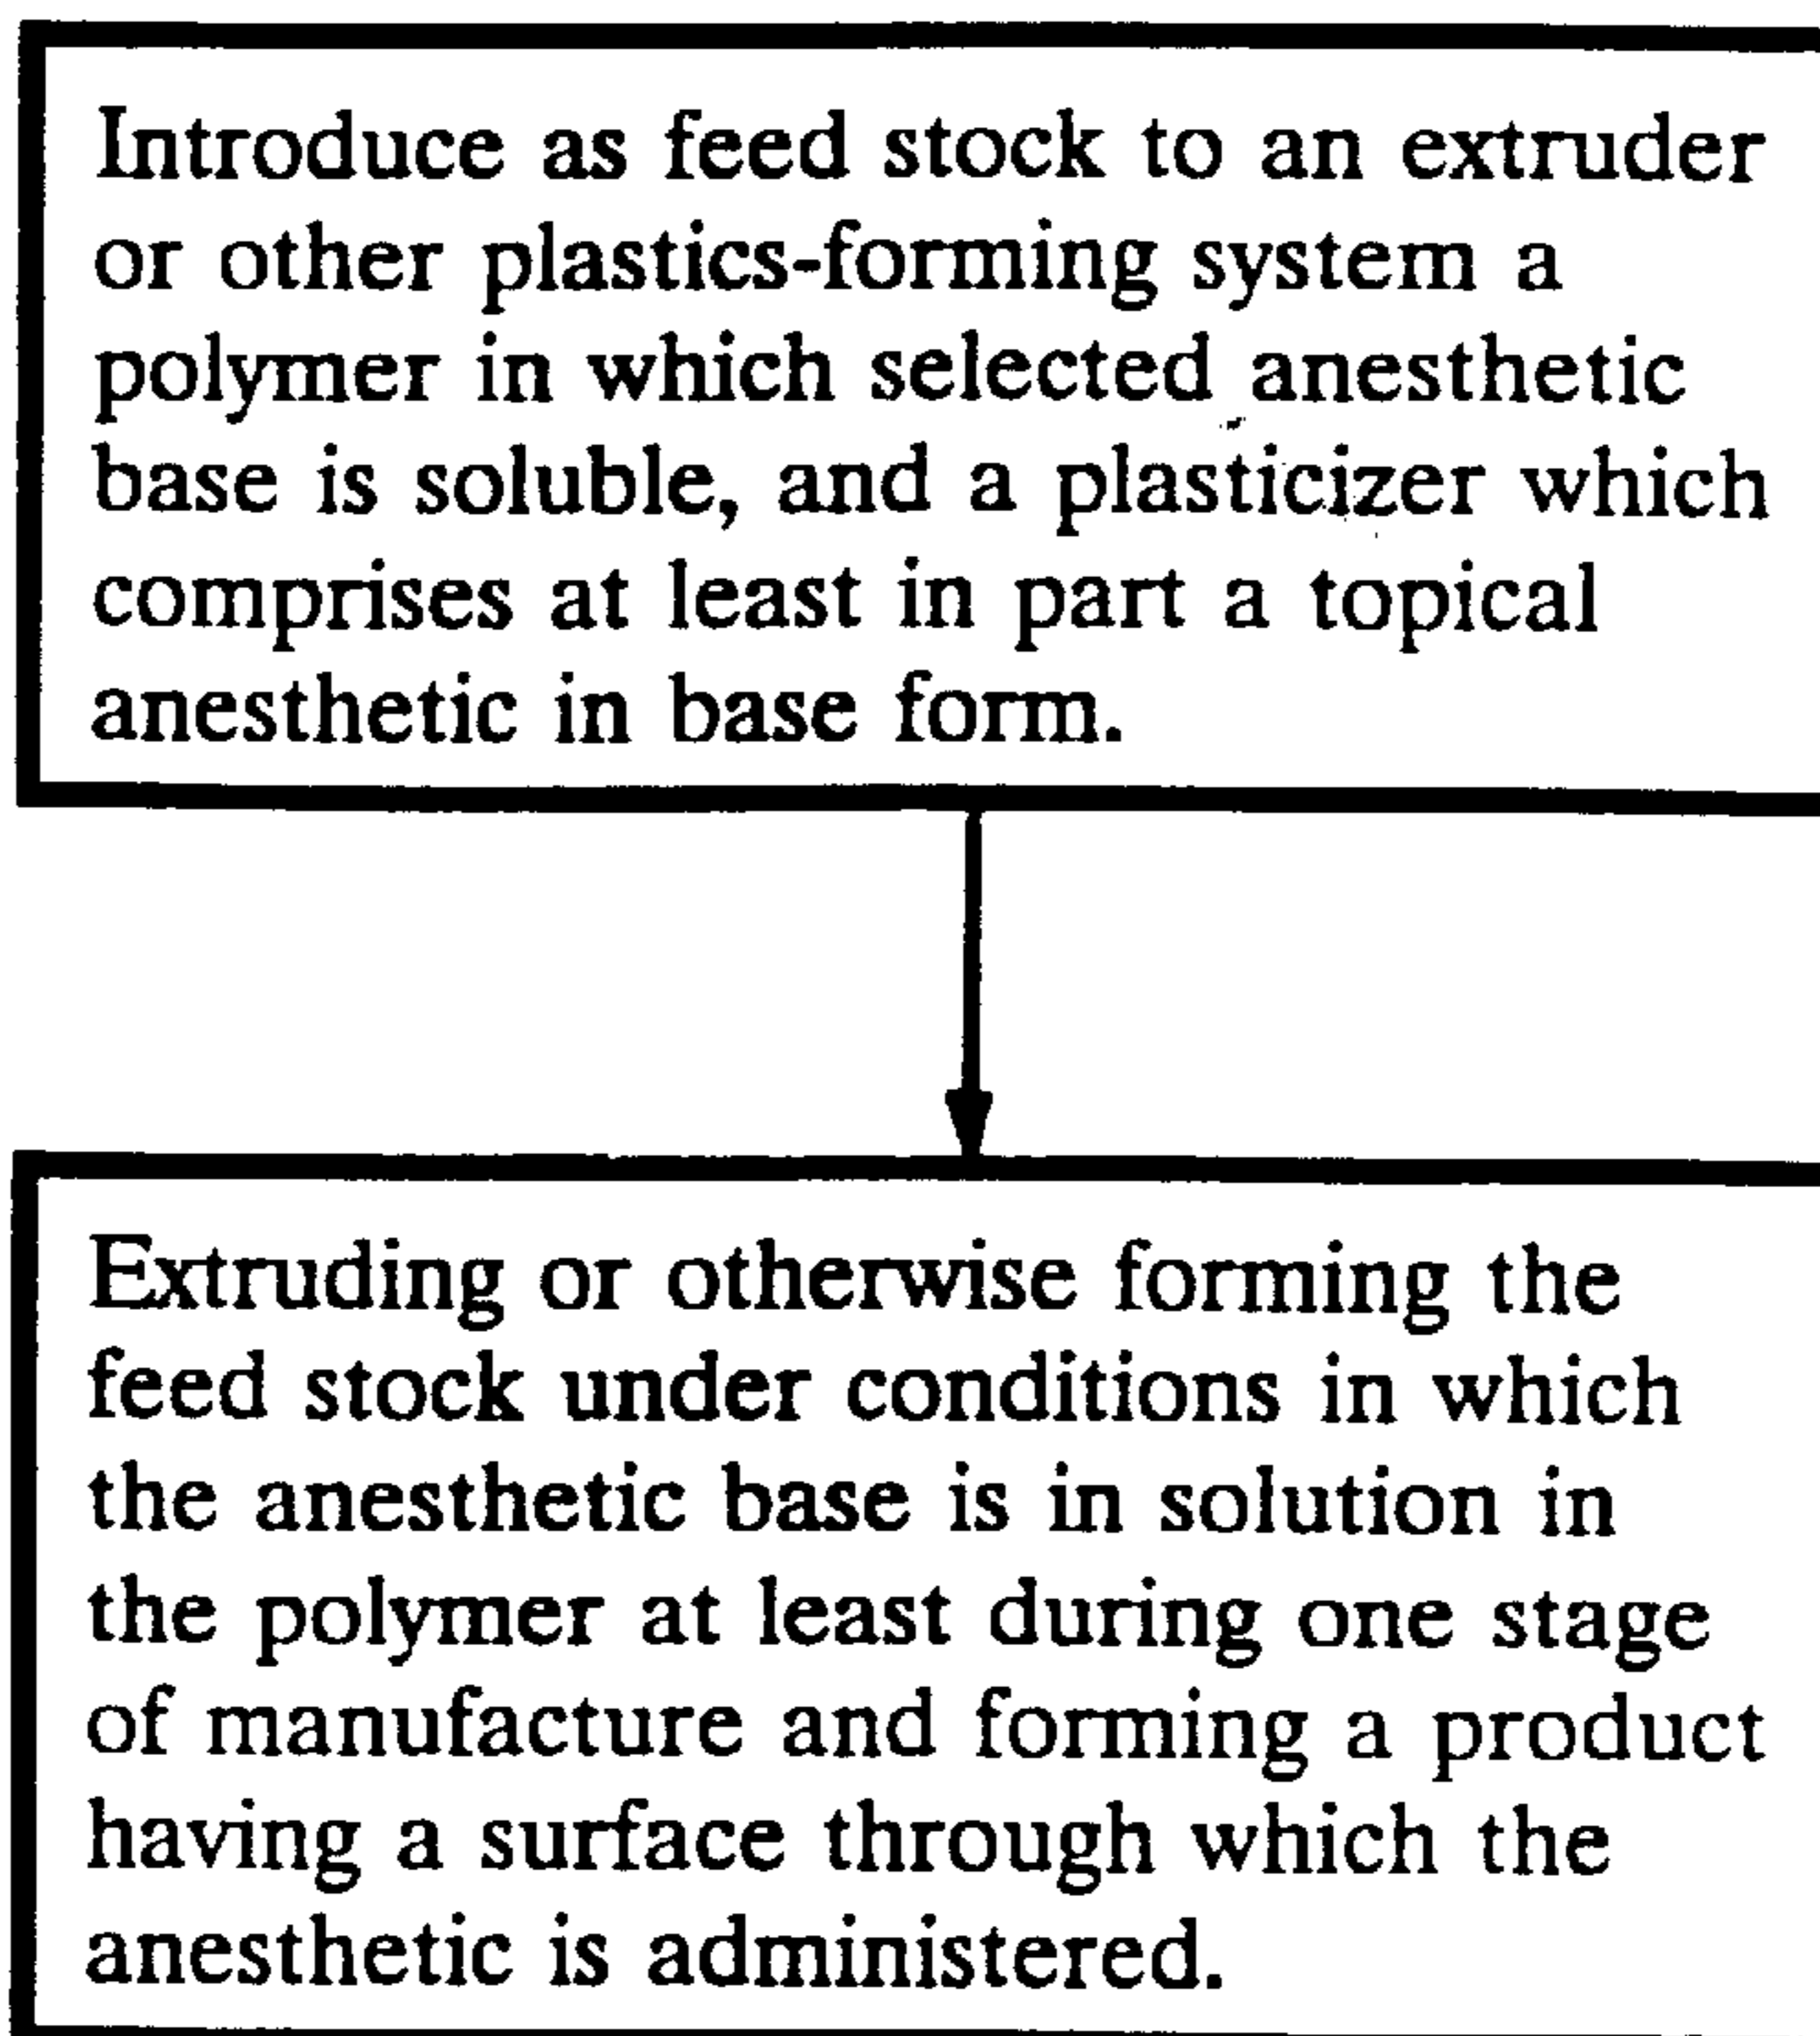 Introduce as feed stock to an extruder
or other plastics-forming system a
polymer in which selected anesthetic
base is soluble, and a plasticizer which
comprises at least in part a topical
anesthetic in base form.
Extruding or otherwise forming the
feed stock under conditions in which
the anesthetic base is in solution in
the polymer at least during one stage
of manufacture and forming a product
having a surface through which the
anesthetic is administered.